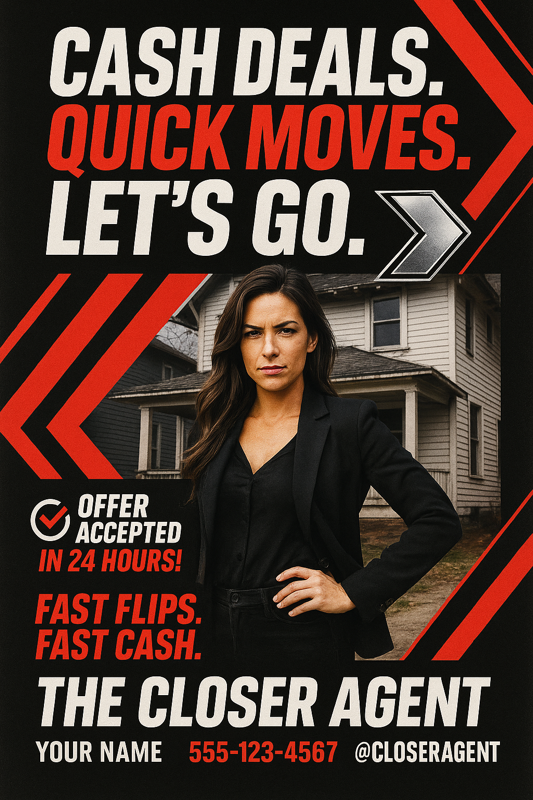 CASH DEALS.
QUICK MOVES.
LET'S GO.
OFFER
ACCEPTED
IN 24 HOURS!
FAST FLIPS.
FAST CASH.
THE CLOSER AGENT
YOUR NAME 555-123-4567 @CLOSERAGENT